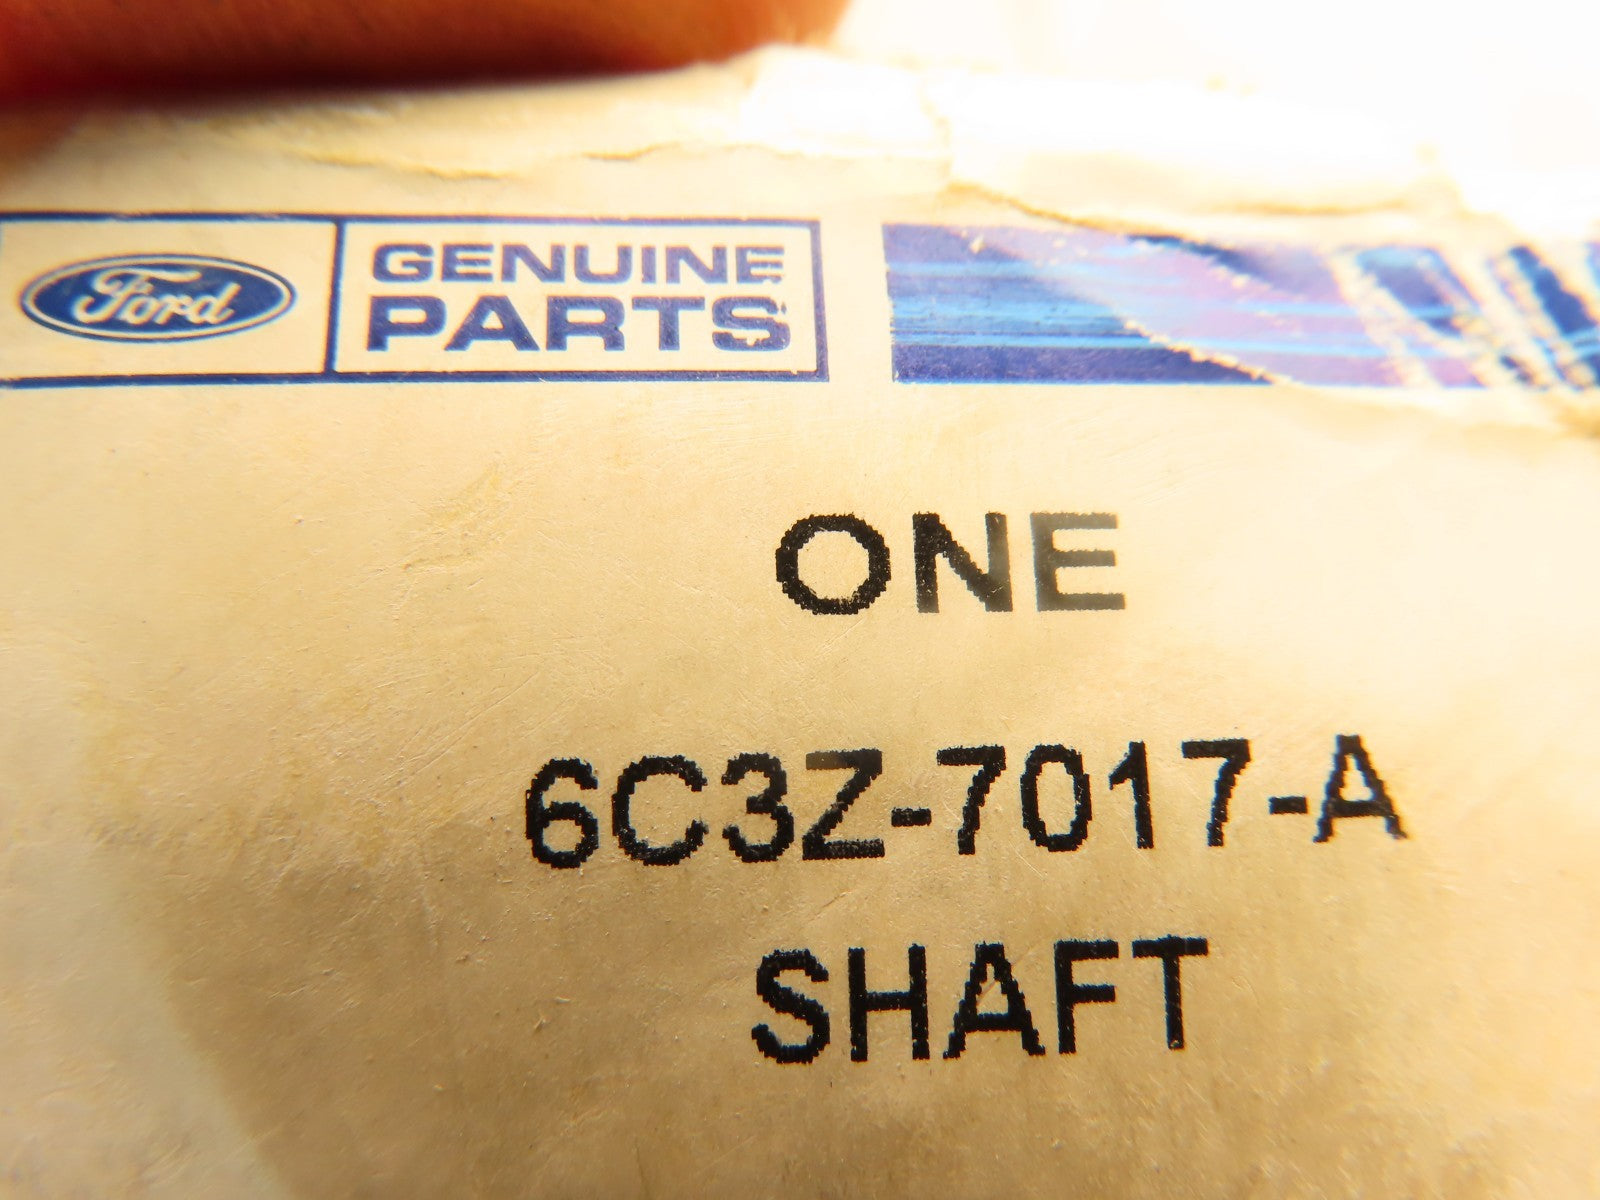 Ford
GENUINE
PARTS
ONE
6C3Z-7017-A
SHAFT